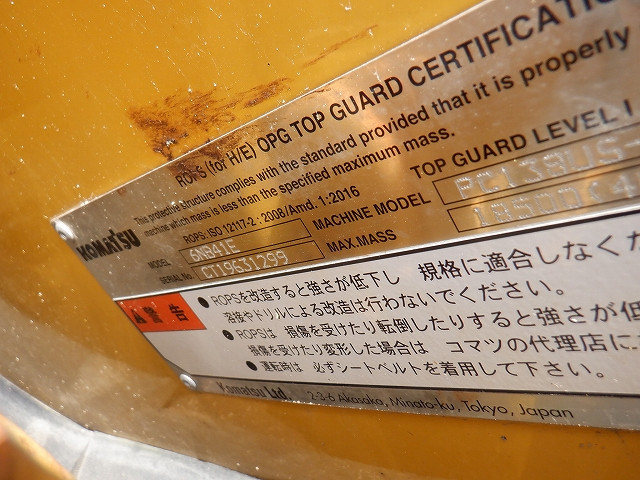 ROPS (for H/E) OPG TOP GUARD CERTIFICATIO
This protective structure complies with the standard provided that it is properly
machine which mass is less than the specified maximum mass.
ROPS: ISO 12117-2 : 2008/Amd. 1:2016
TOP GUARD LEVEL I
KOMATSU
MODEL 6NB41E
MACHINE MODEL PC138US-
SERIAL No. CT19631299
MAX.MASS
警告
● ROPSを改造すると強さが低下し 規格に適合しなくた
溶接やドリルによる改造は行わないでください。
● ROPSは 損傷を受けたり転倒したりすると強さが低
損傷を受けたり変形した場合は コマツの代理店に
● 運転時は 必ずシートベルトを着用して下さい。
Komatsu Ltd. 2-3-6 Akasaka, Minato-ku, Tokyo, Japan